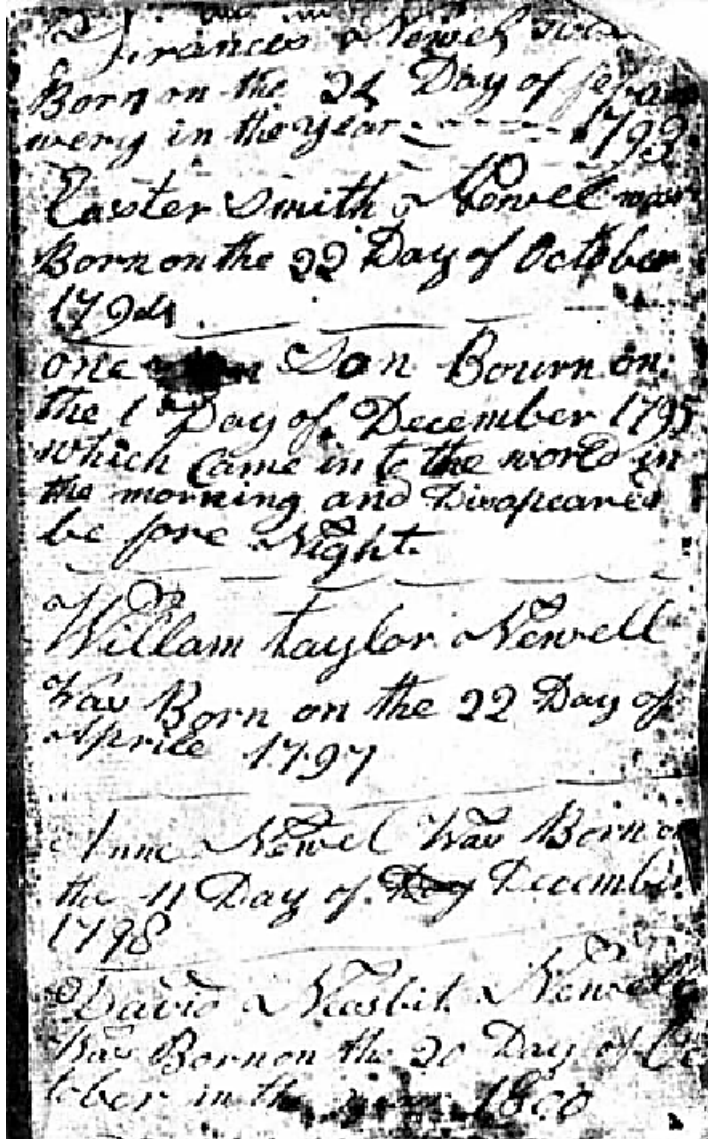 Frances Newel was
Born on the 24 Day of Jepan
wery in the year - - - - 1793
Easter Smith Newel was
Born on the 22 Day of October
1794
one Son Bourn on
the 1 Day of December 1795
which Came in to the world in
the morning and Disapeared
be fore Night.
Willam Taylor Newell
Was Born on the 22 Day of
Aprile 1797
Anne Newel Was Born on
the 11 Day of Day December
1798
David Nesbit Newell
Was Born on the 20 Day of Oc
tober in the year 1800